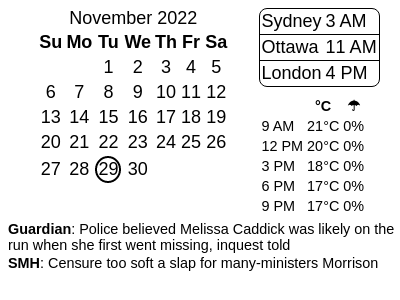 November 2022
Su Mo Tu We Th Fr Sa
1 2 3 4 5
6 7 8 9 10 11 12
13 14 15 16 17 18 19
20 21 22 23 24 25 26
27 28 29 30
Sydney 3 AM
Ottawa 11 AM
London 4 PM
°C ☂
9 AM 21°C 0%
12 PM 20°C 0%
3 PM 18°C 0%
6 PM 17°C 0%
9 PM 17°C 0%
Guardian: Police believed Melissa Caddick was likely on the
run when she first went missing, inquest told
SMH: Censure too soft a slap for many-ministers Morrison